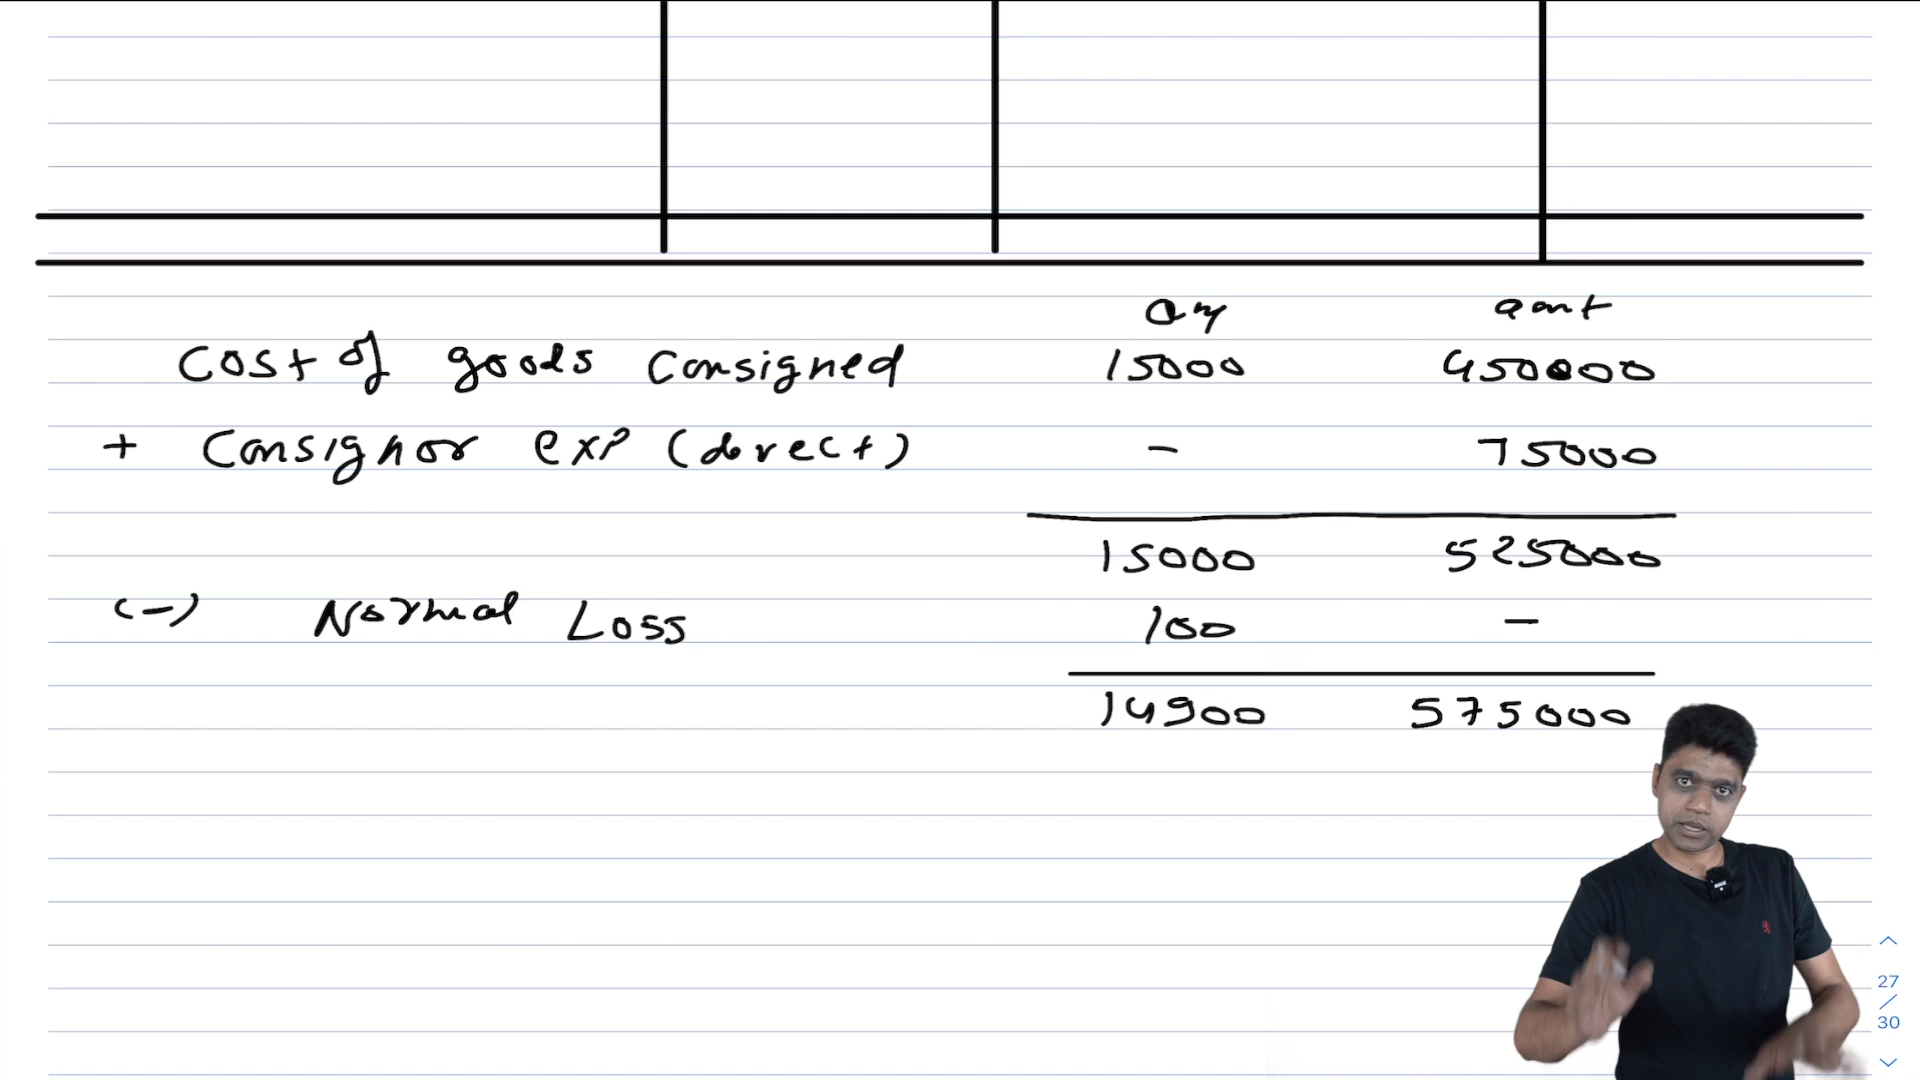 Qty amt
Cost of goods Consigned 15000 450000
+ Consignor exp (direct) - 75000
15000 525000
(-) Normal Loss 100 -
14900 575000
27
/
30